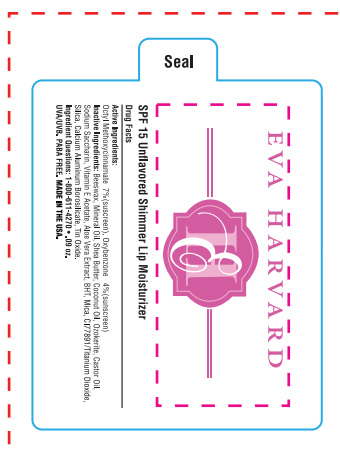 Seal
EVA HARVARD
SPF 15 Unflavored Shimmer Lip Moisturizer
Drug Facts
Active Ingredients:
Octyl Methoxycinnamate 7%(suscreen) Oxybenzone 4%(sunscreen)
Inactive Ingredients: Beeswax, Mineral Oil, Shea Butter, Coconut Oil, Ozokerite, Castor Oil,
Sodium Saccharin, Vitamin E Acetate, Aloe Vera Extract, BHT, Mica, CI77891/Titanium Dioxide,
Silica, Calcium Aluminum Borosilicate, Tin Oxide.
Ingredient Questions: 1-800-611-4270 • .09 oz.
UVA/UVB. PABA FREE. MADE IN THE USA.